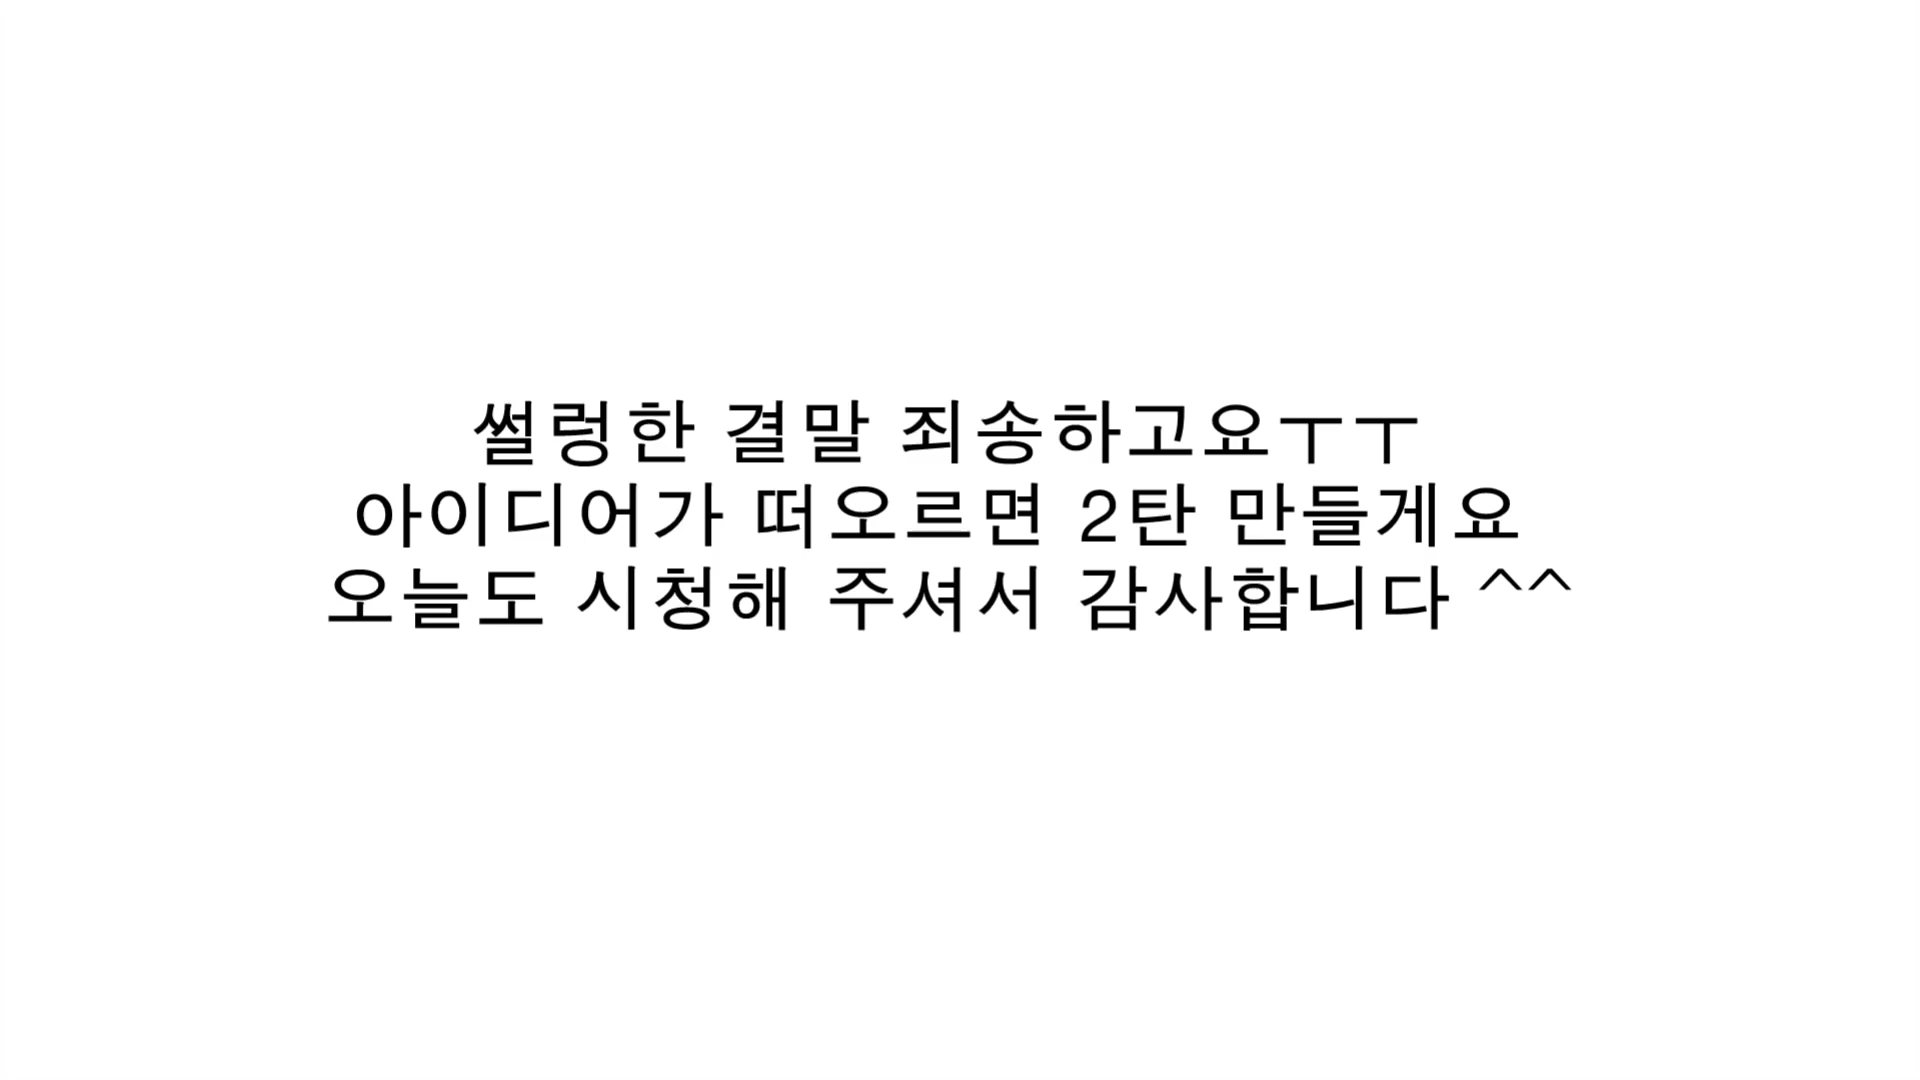 썰렁한 결말 죄송하고요ㅜㅜ
아이디어가 떠오르면 2탄 만들게요
오늘도 시청해 주셔서 감사합니다 ^^